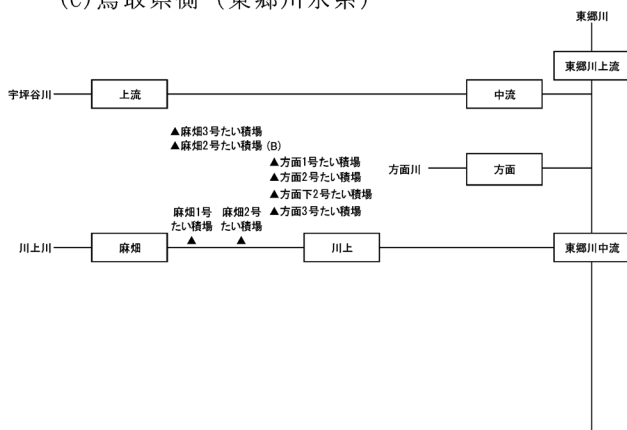 (C)鳥取県側 (東郷川水系)
東郷川
東郷川上流
宇坪谷川
上流
中流
▲麻畑3号たい積場
▲麻畑2号たい積場 (B)
▲方面1号たい積場
▲方面2号たい積場
▲方面下2号たい積場
▲方面3号たい積場
方面川
方面
麻畑1号
たい積場
▲
麻畑2号
たい積場
▲
川上川
麻畑
川上
東郷川中流